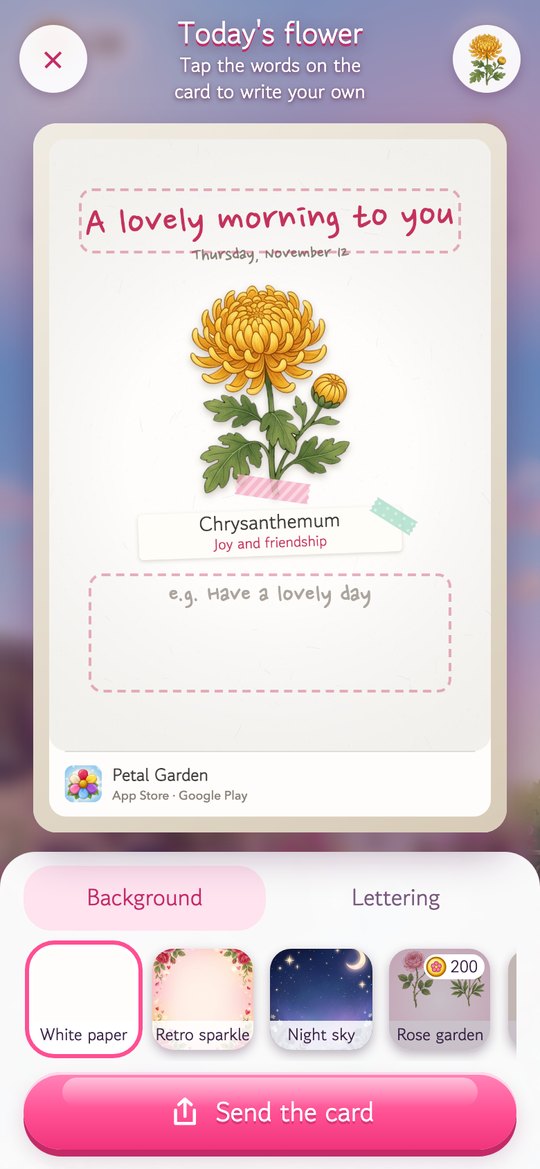 Today's flower
Tap the words on the
card to write your own
A lovely morning to you
Thursday, November 12
Chrysanthemum
Joy and friendship
e.g. Have a lovely day
Petal Garden
App Store · Google Play
Background
Lettering
200
White paper
Retro sparkle
Night sky
Rose garden
Send the card